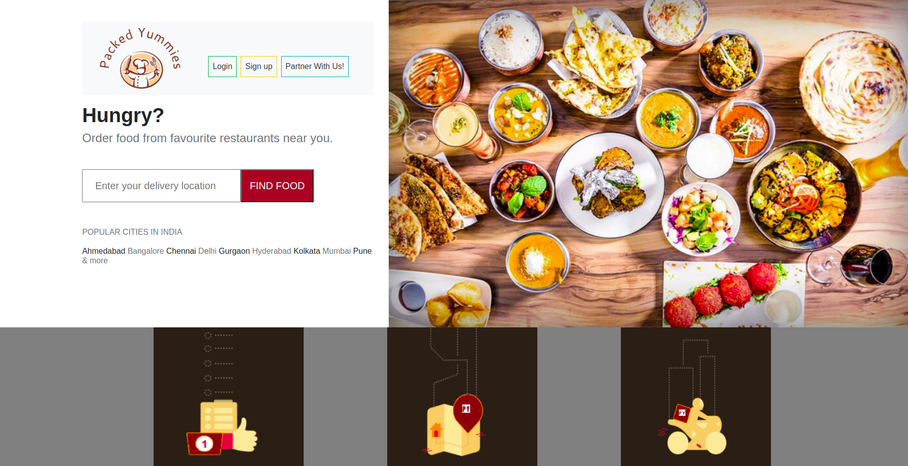 Packed Yummies
Login Sign up Partner With Us!
Hungry?
Order food from favourite restaurants near you.
Enter your delivery location FIND FOOD
POPULAR CITIES IN INDIA
Ahmedabad Bangalore Chennai Delhi Gurgaon Hyderabad Kolkata Mumbai Pune
& more
1